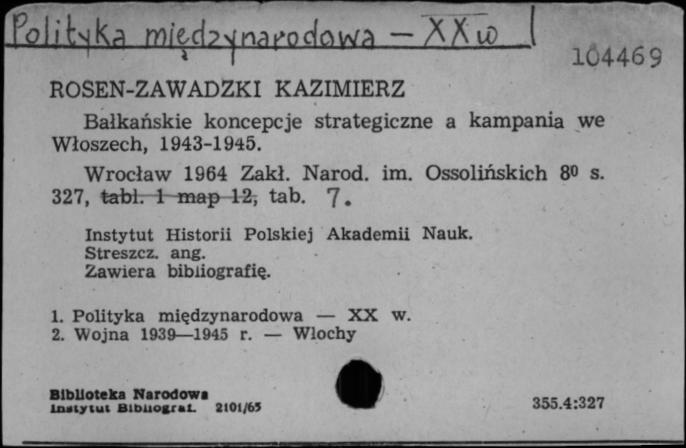 Polityka międzynarodowa — XX w
104469
ROSEN-ZAWADZKI KAZIMIERZ
Bałkańskie koncepcje strategiczne a kampania we
Włoszech, 1943-1945.
Wrocław 1964 Zakł. Narod. im. Ossolińskich 8⁰ s.
327, tabl. 1 map 12, tab. 7.
Instytut Historii Polskiej Akademii Nauk.
Streszcz. ang.
Zawiera bibliografię.
1. Polityka międzynarodowa — XX w.
2. Wojna 1939—1945 r. — Włochy
Biblioteka Narodowa
Instytut Bibliograf. 2101/65
355.4:327